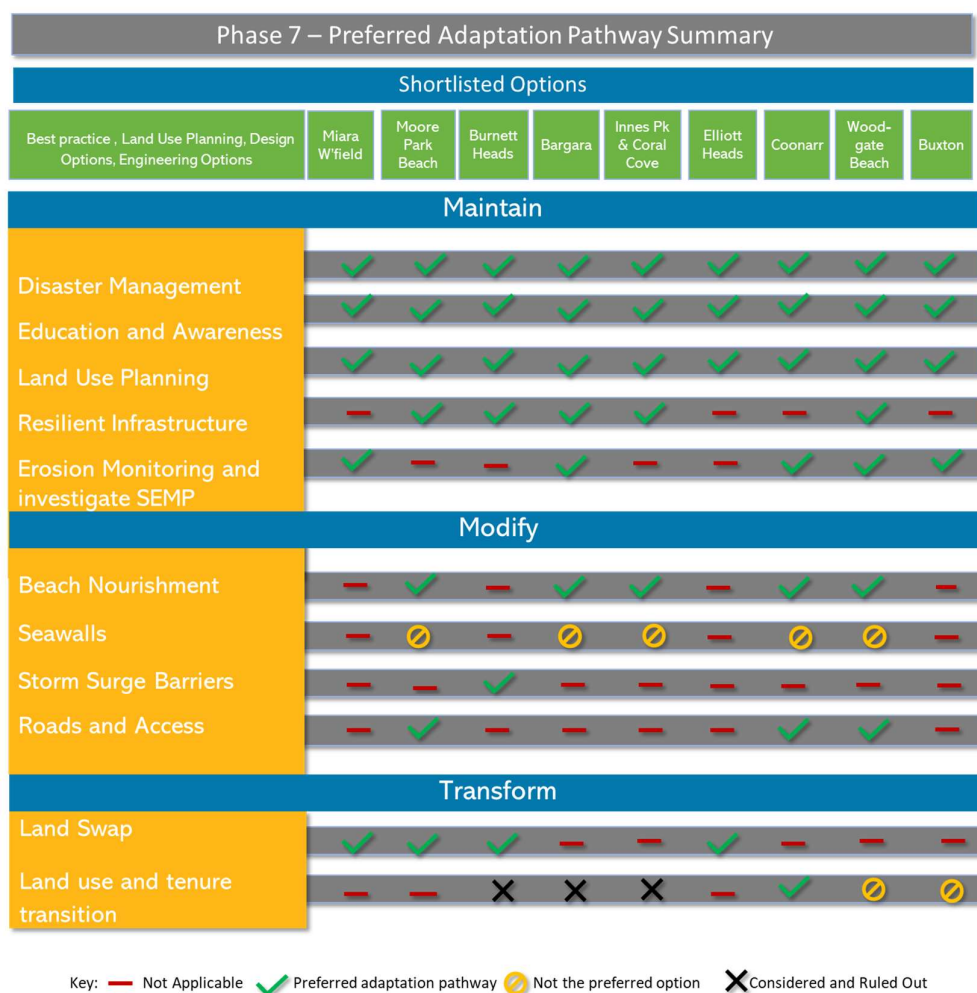 Phase 7 – Preferred Adaptation Pathway Summary
Shortlisted Options
Best practice , Land Use Planning, Design
Options, Engineering Options
Miara
W'field
Moore
Park
Beach
Burnett
Heads
Bargara
Innes Pk
& Coral
Cove
Elliott
Heads
Coonarr
Wood-
gate
Beach
Buxton
Maintain
Disaster Management
Education and Awareness
Land Use Planning
Resilient Infrastructure
Erosion Monitoring and
investigate SEMP
Modify
Beach Nourishment
Seawalls
Storm Surge Barriers
Roads and Access
Transform
Land Swap
Land use and tenure
transition
Key: Not Applicable Preferred adaptation pathway Not the preferred option Considered and Ruled Out